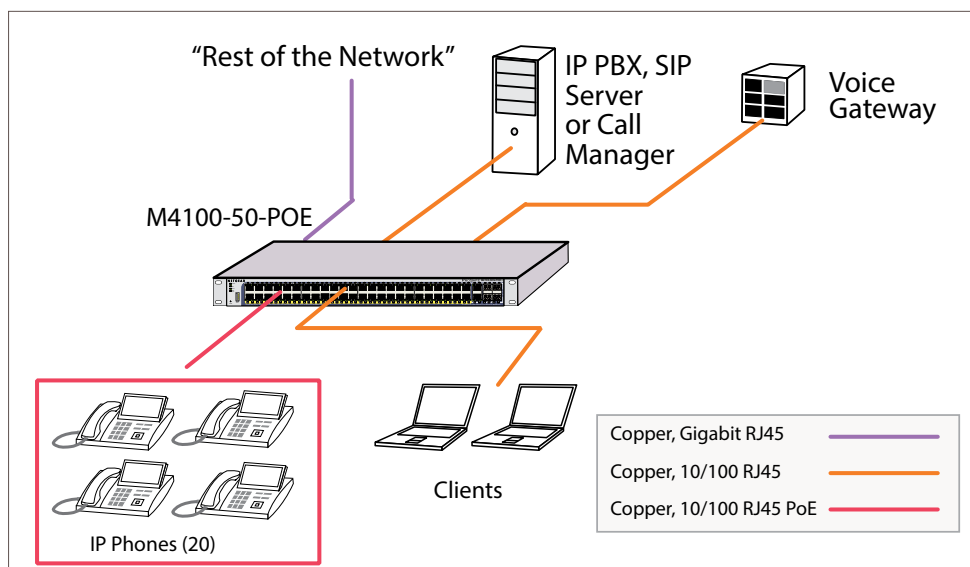 “Rest of the Network”
IP PBX, SIP
Server
or Call
Manager
Voice
Gateway
M4100-50-POE
IP Phones (20)
Clients
Copper, Gigabit RJ45
Copper, 10/100 RJ45
Copper, 10/100 RJ45 PoE